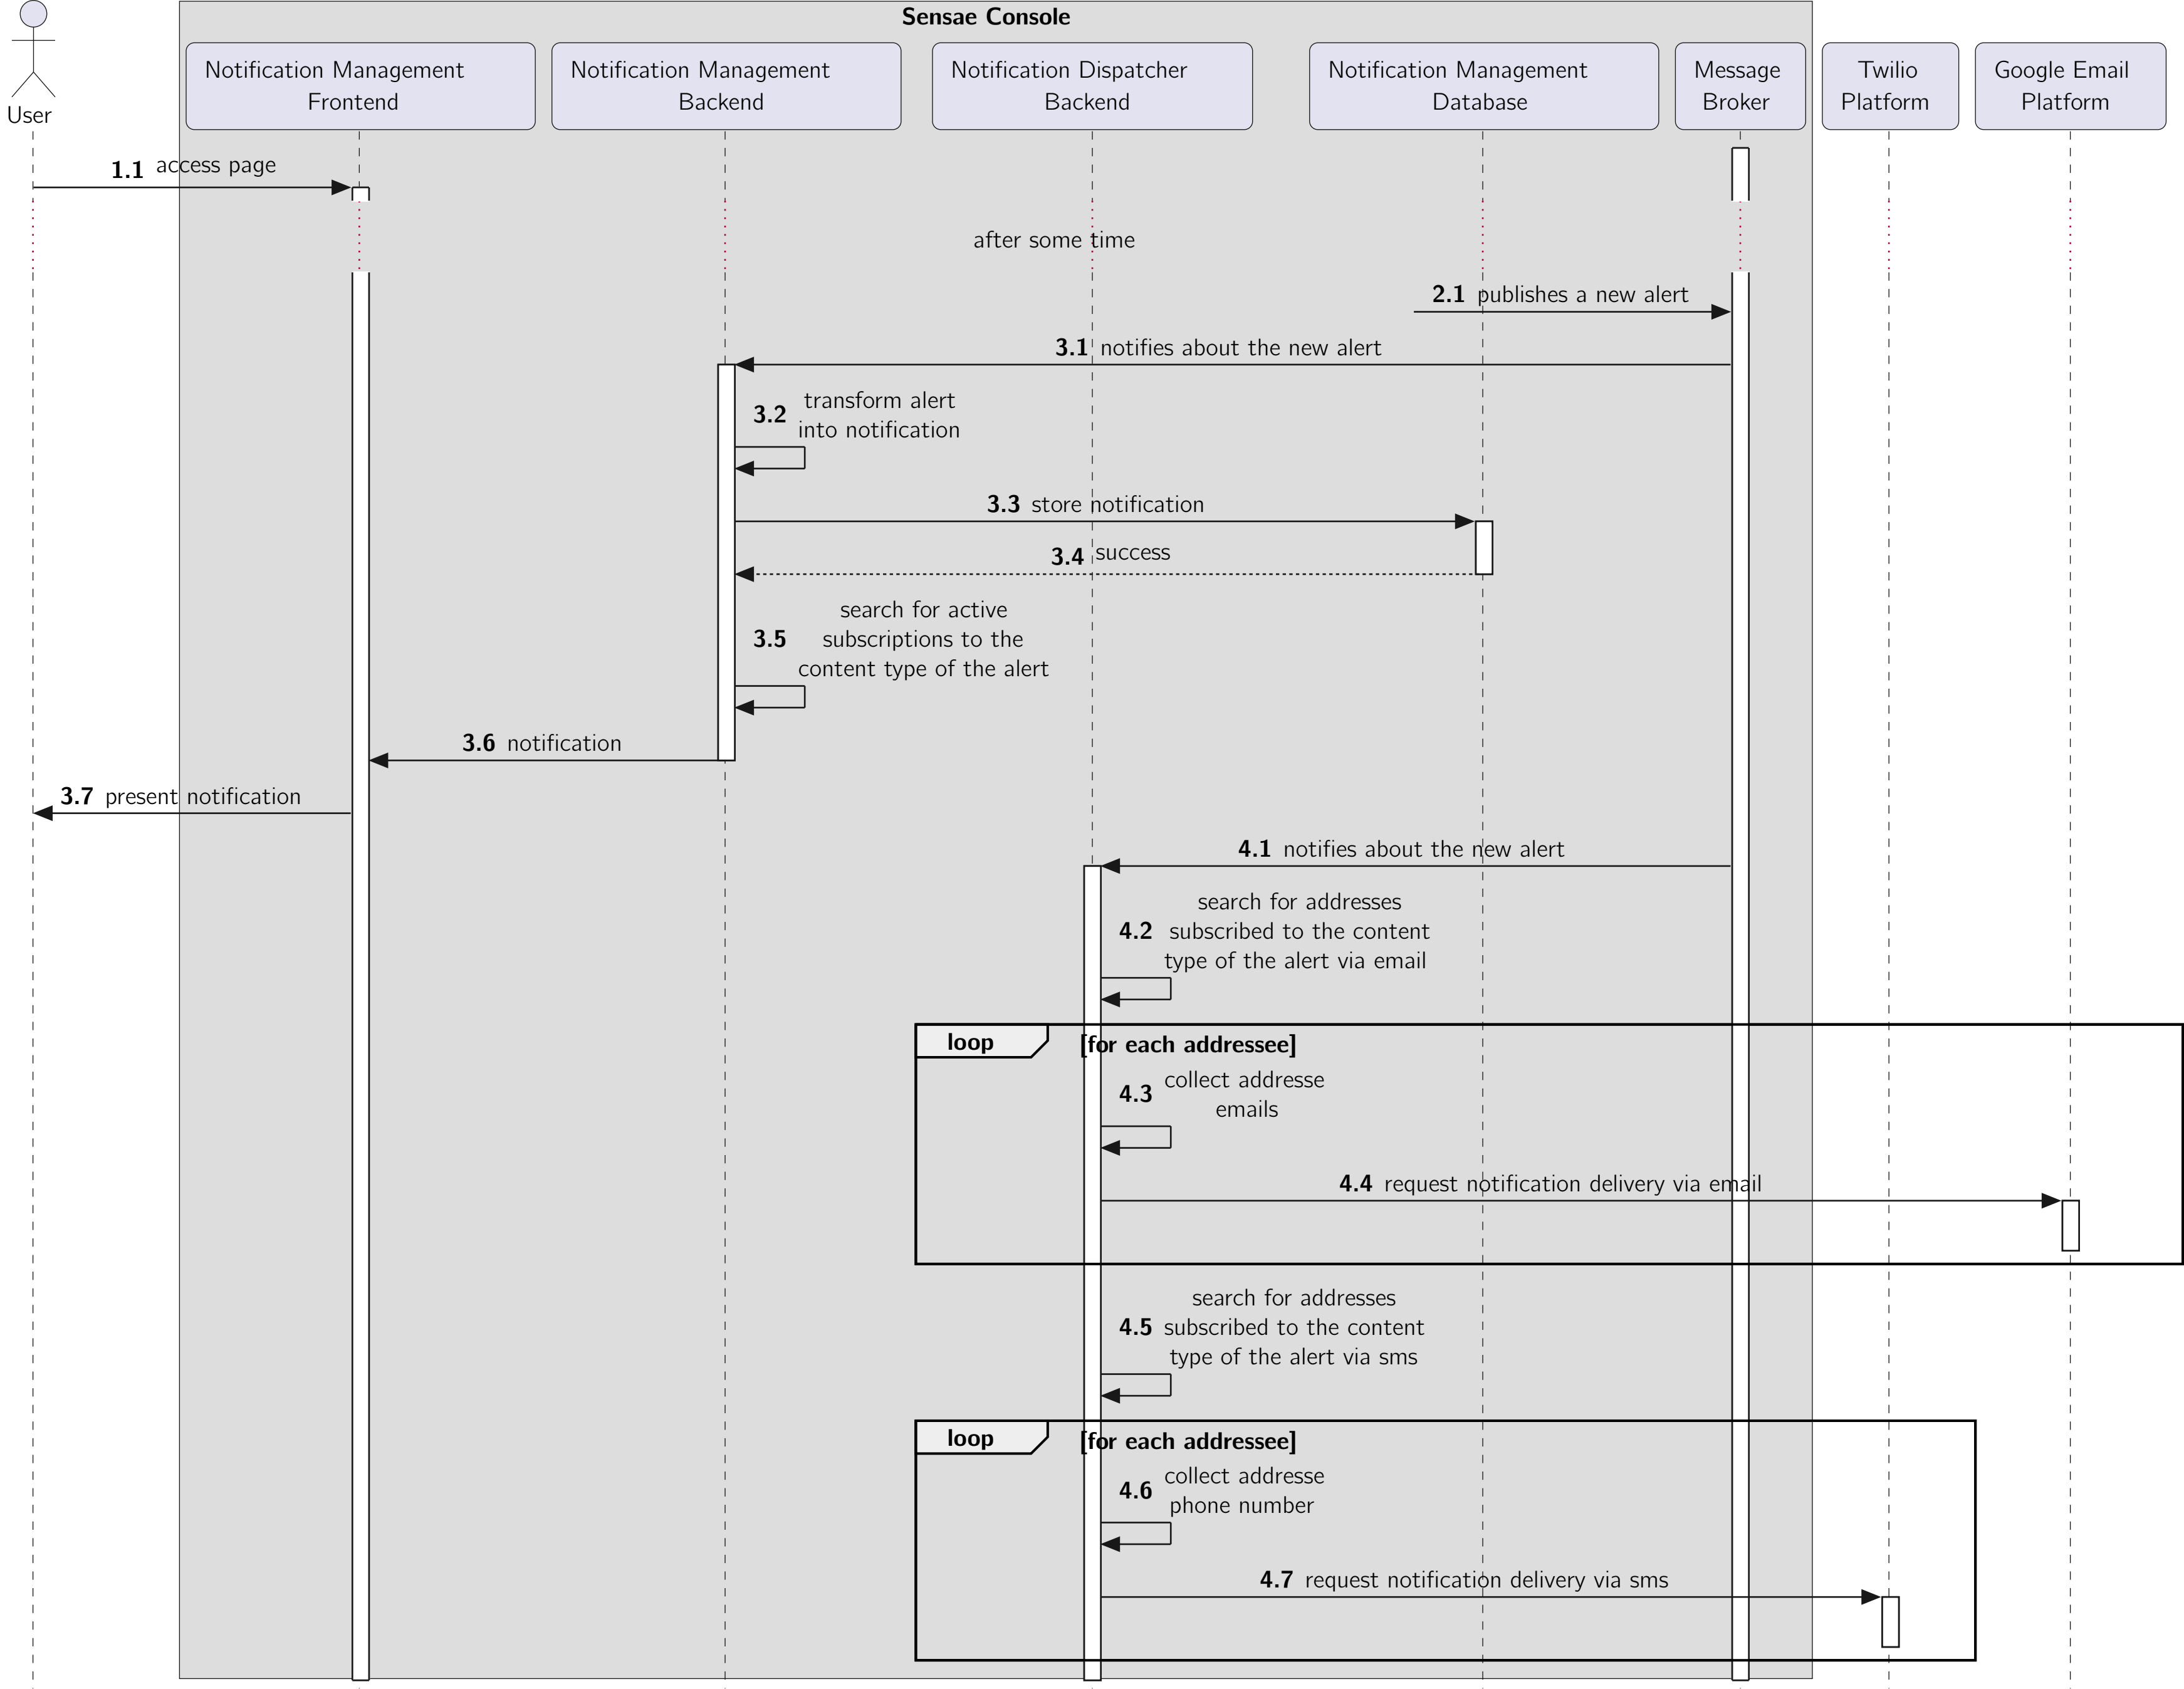 Sensae Console
User
Notification Management
Frontend
Notification Management
Backend
Notification Dispatcher
Backend
Notification Management
Database
Message
Broker
Twilio
Platform
Google Email
Platform
1.1 access page
after some time
2.1 publishes a new alert
3.1 notifies about the new alert
3.2 transform alert
into notification
3.3 store notification
3.4 success
search for active
3.5 subscriptions to the
content type of the alert
3.6 notification
3.7 present notification
4.1 notifies about the new alert
search for addresses
4.2 subscribed to the content
type of the alert via email
loop [for each addressee]
4.3 collect addresse
emails
4.4 request notification delivery via email
search for addresses
4.5 subscribed to the content
type of the alert via sms
loop [for each addressee]
4.6 collect addresse
phone number
4.7 request notification delivery via sms